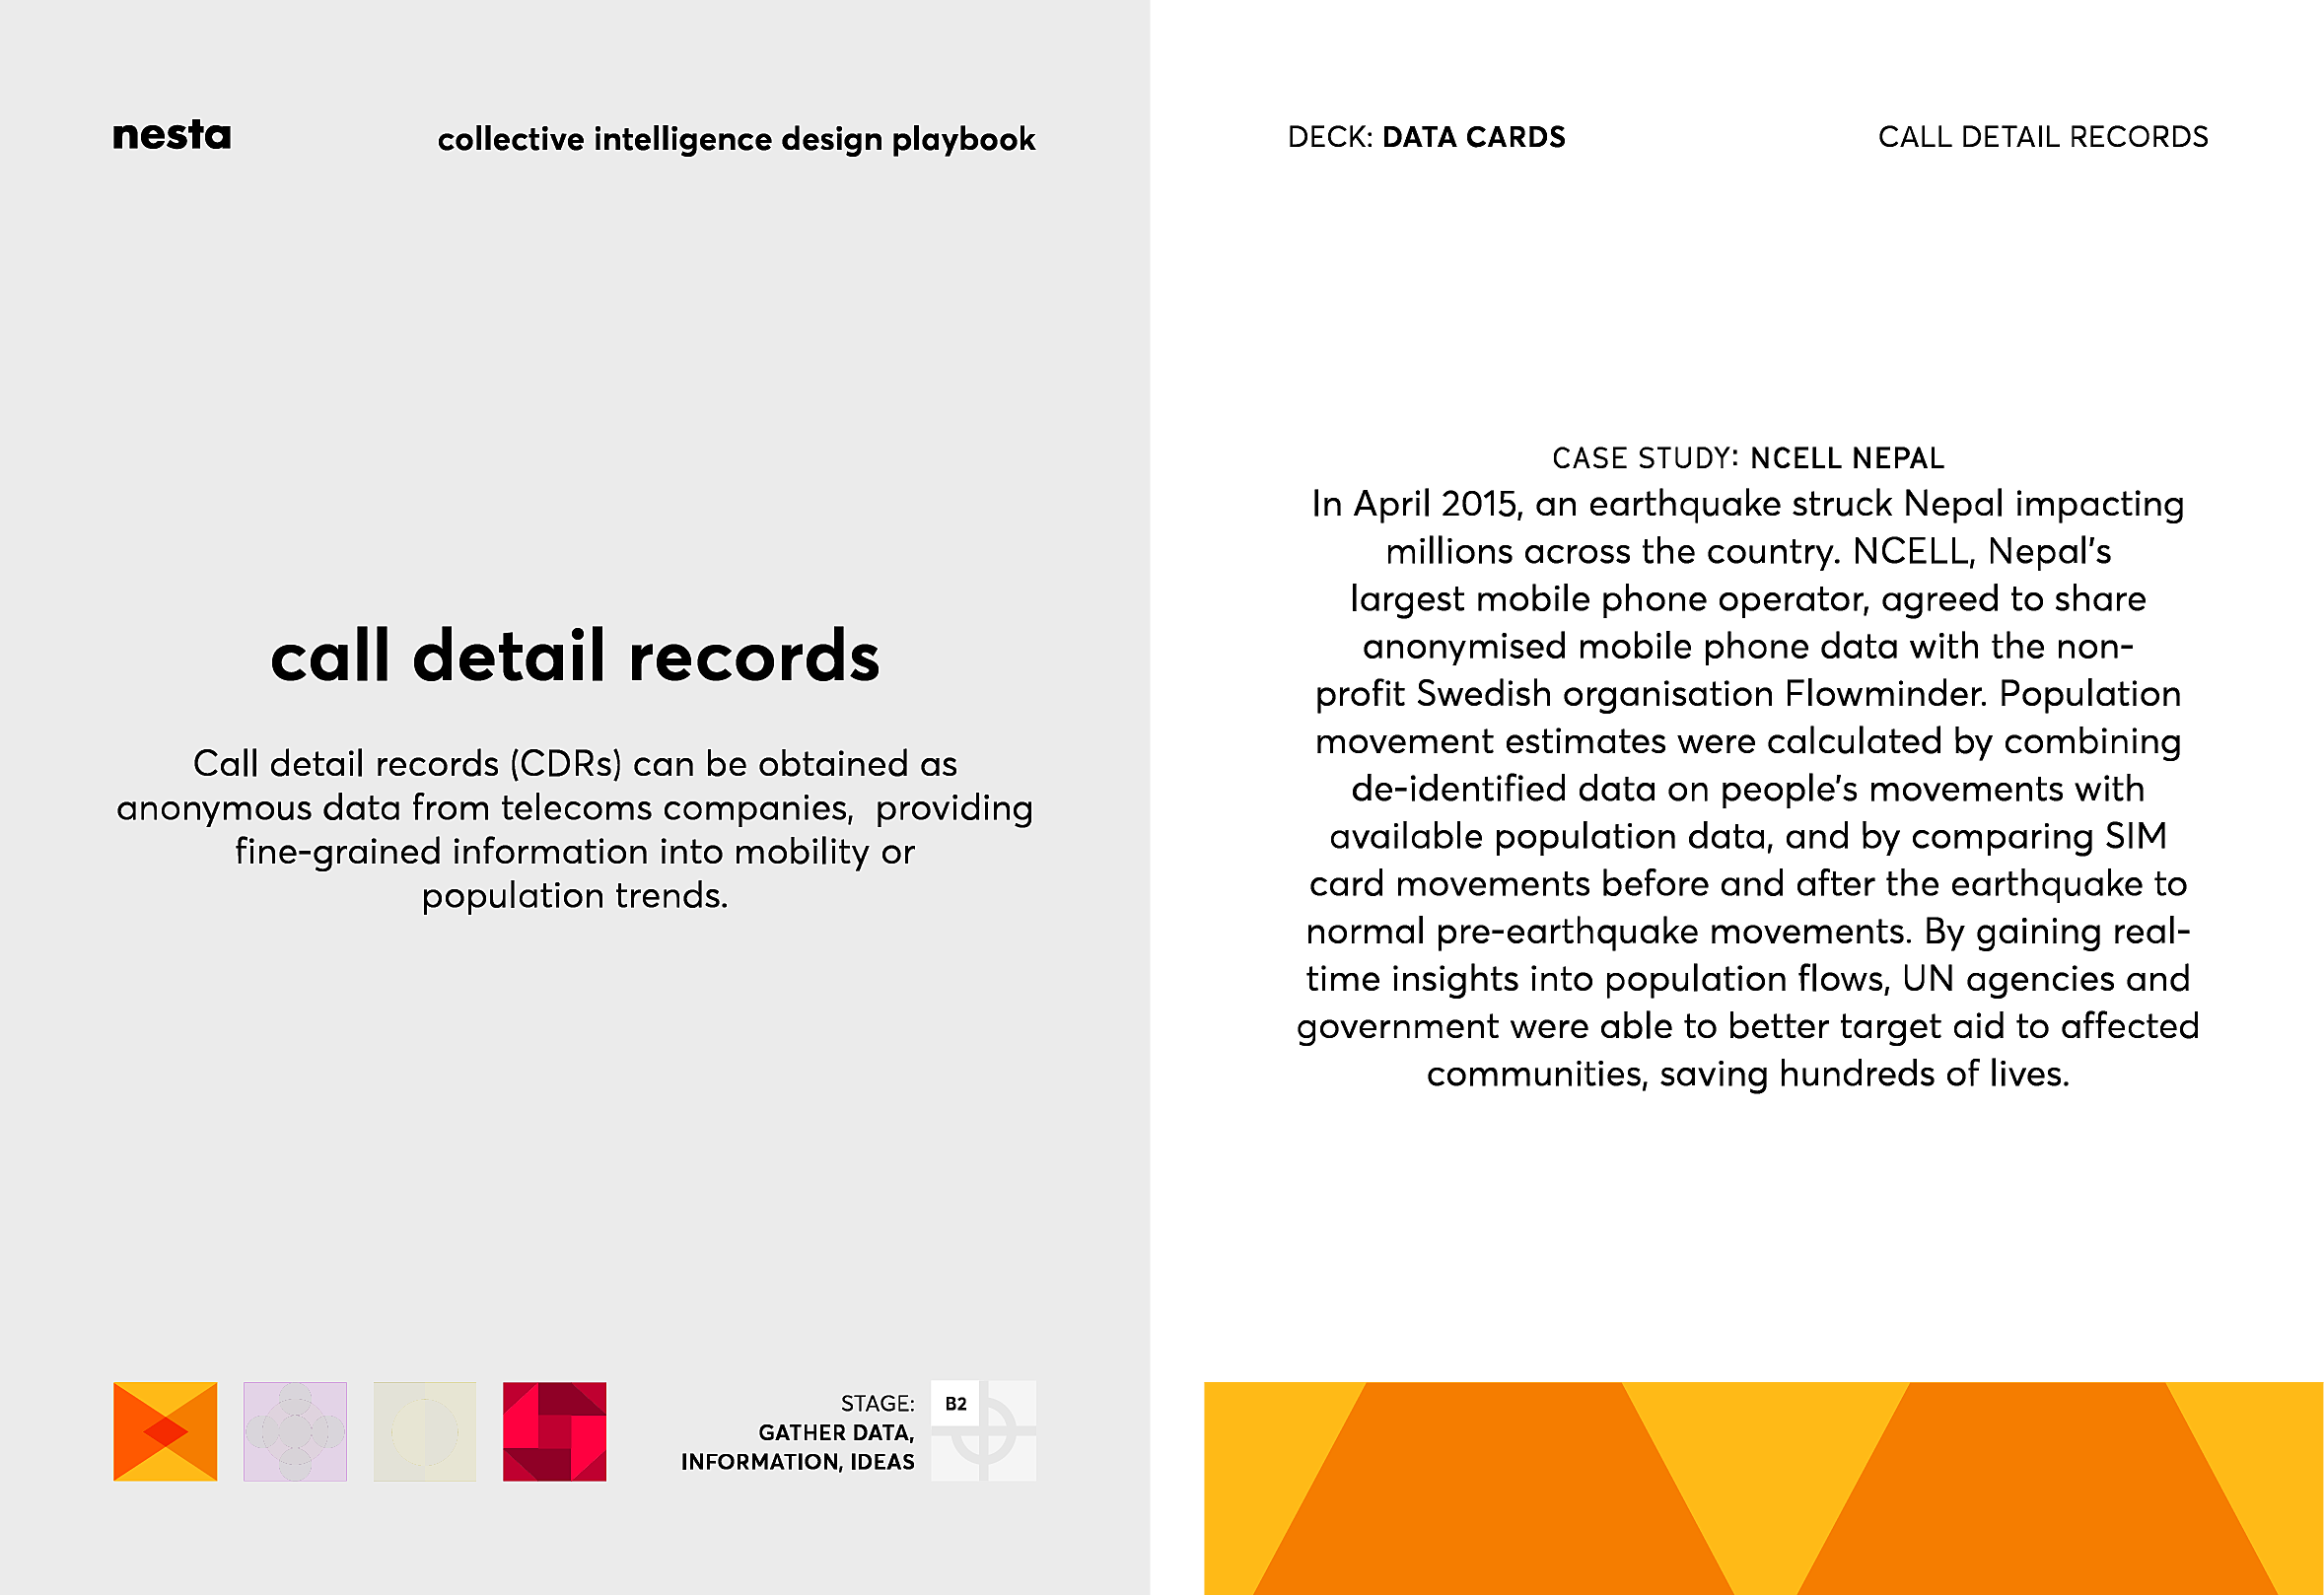 nesta
collective intelligence design playbook
call detail records
Call detail records (CDRs) can be obtained as
anonymous data from telecoms companies,  providing
fine-grained information into mobility or
population trends.
STAGE:
GATHER DATA,
INFORMATION, IDEAS
B2
DECK: DATA CARDS
CALL DETAIL RECORDS
CASE STUDY: NCELL NEPAL
In April 2015, an earthquake struck Nepal impacting
millions across the country. NCELL, Nepal's
largest mobile phone operator, agreed to share
anonymised mobile phone data with the non-
profit Swedish organisation Flowminder. Population
movement estimates were calculated by combining
de-identified data on people's movements with
available population data, and by comparing SIM
card movements before and after the earthquake to
normal pre-earthquake movements. By gaining real-
time insights into population flows, UN agencies and
government were able to better target aid to affected
communities, saving hundreds of lives.